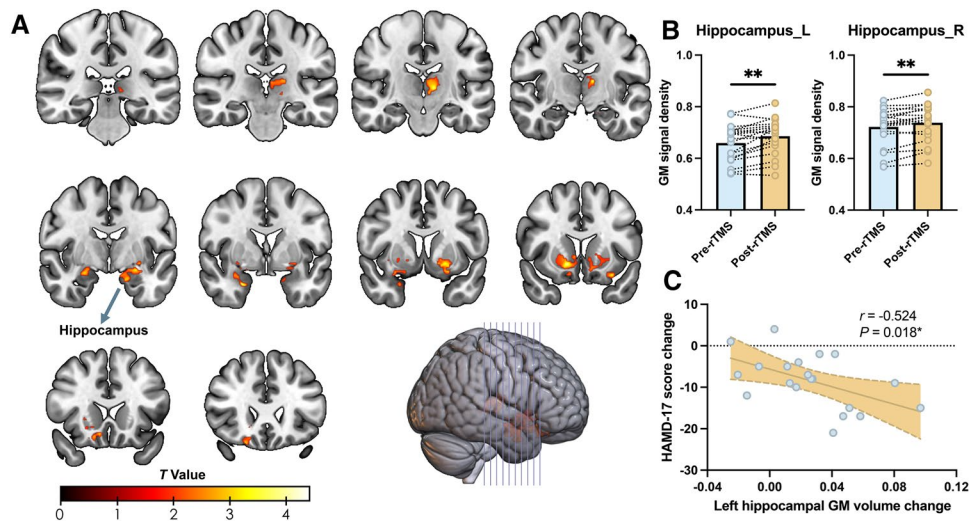 A
Hippocampus
T Value
0 1 2 3 4
B
Hippocampus_L
Hippocampus_R
**
**
GM signal density
1.0
0.8
0.6
0.4
Pre-rTMS
Post-rTMS
GM signal density
1.0
0.8
0.6
0.4
Pre-rTMS
Post-rTMS
C
r = -0.524
P = 0.018*
HAMD-17 score change
10
0
-10
-20
-30
-0.04 0.00 0.04 0.08 0.12
Left hippocampal GM volume change